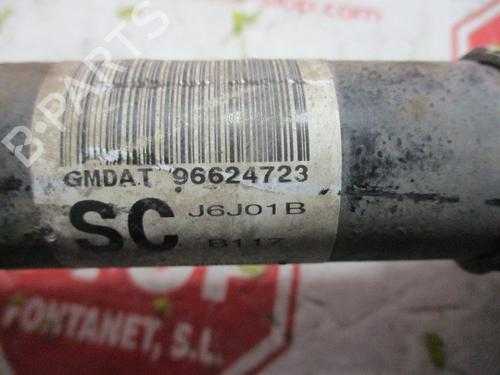 B-PARTS
GMDAT 96624723
SC J6J01B
B117
FONTANET, S.L.